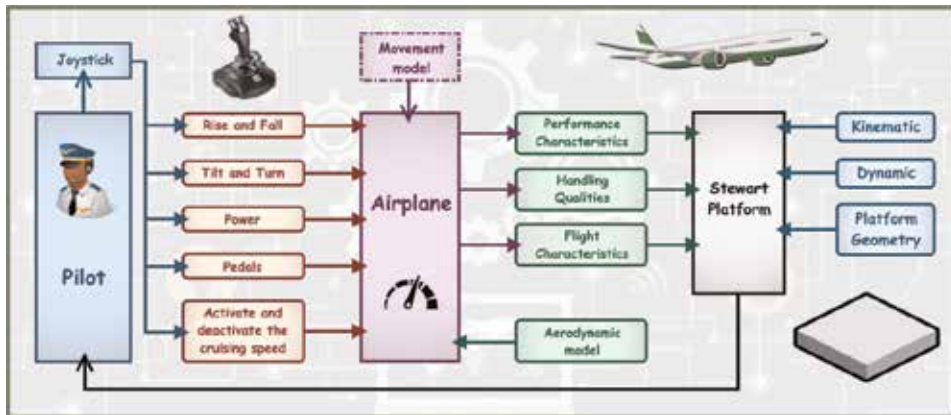 Joystick
Pilot
Rise and Fall
Tilt and Turn
Power
Pedals
Activate and
deactivate the
cruising speed
Movement
model
Airplane
Performance
Characteristics
Handling
Qualities
Flight
Characteristics
Aerodynamic
model
Stewart
Platform
Kinematic
Dynamic
Platform
Geometry